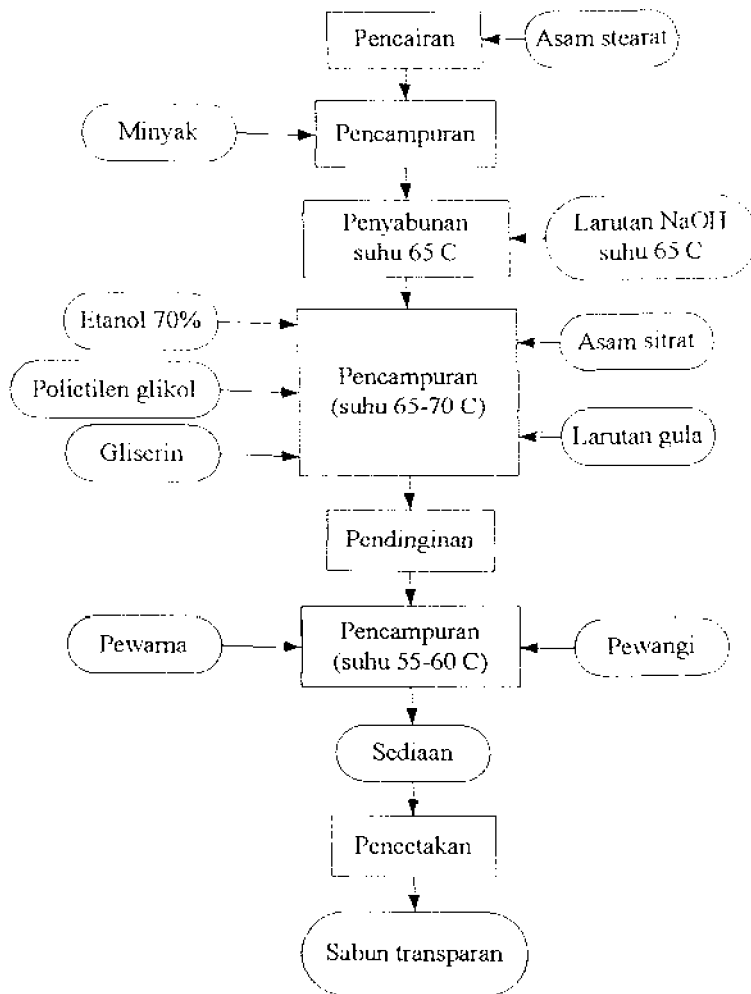 Pencairan
Asam stearat
Minyak
Pencampuran
Penyabunan
suhu 65 C
Larutan NaOH
suhu 65 C
Etanol 70%
Asam sitrat
Polietilen glikol
Pencampuran
(suhu 65-70 C)
Gliserin
Larutan gula
Pendinginan
Pewarna
Pencampuran
(suhu 55-60 C)
Pewangi
Sediaan
Pencetakan
Sabun transparan